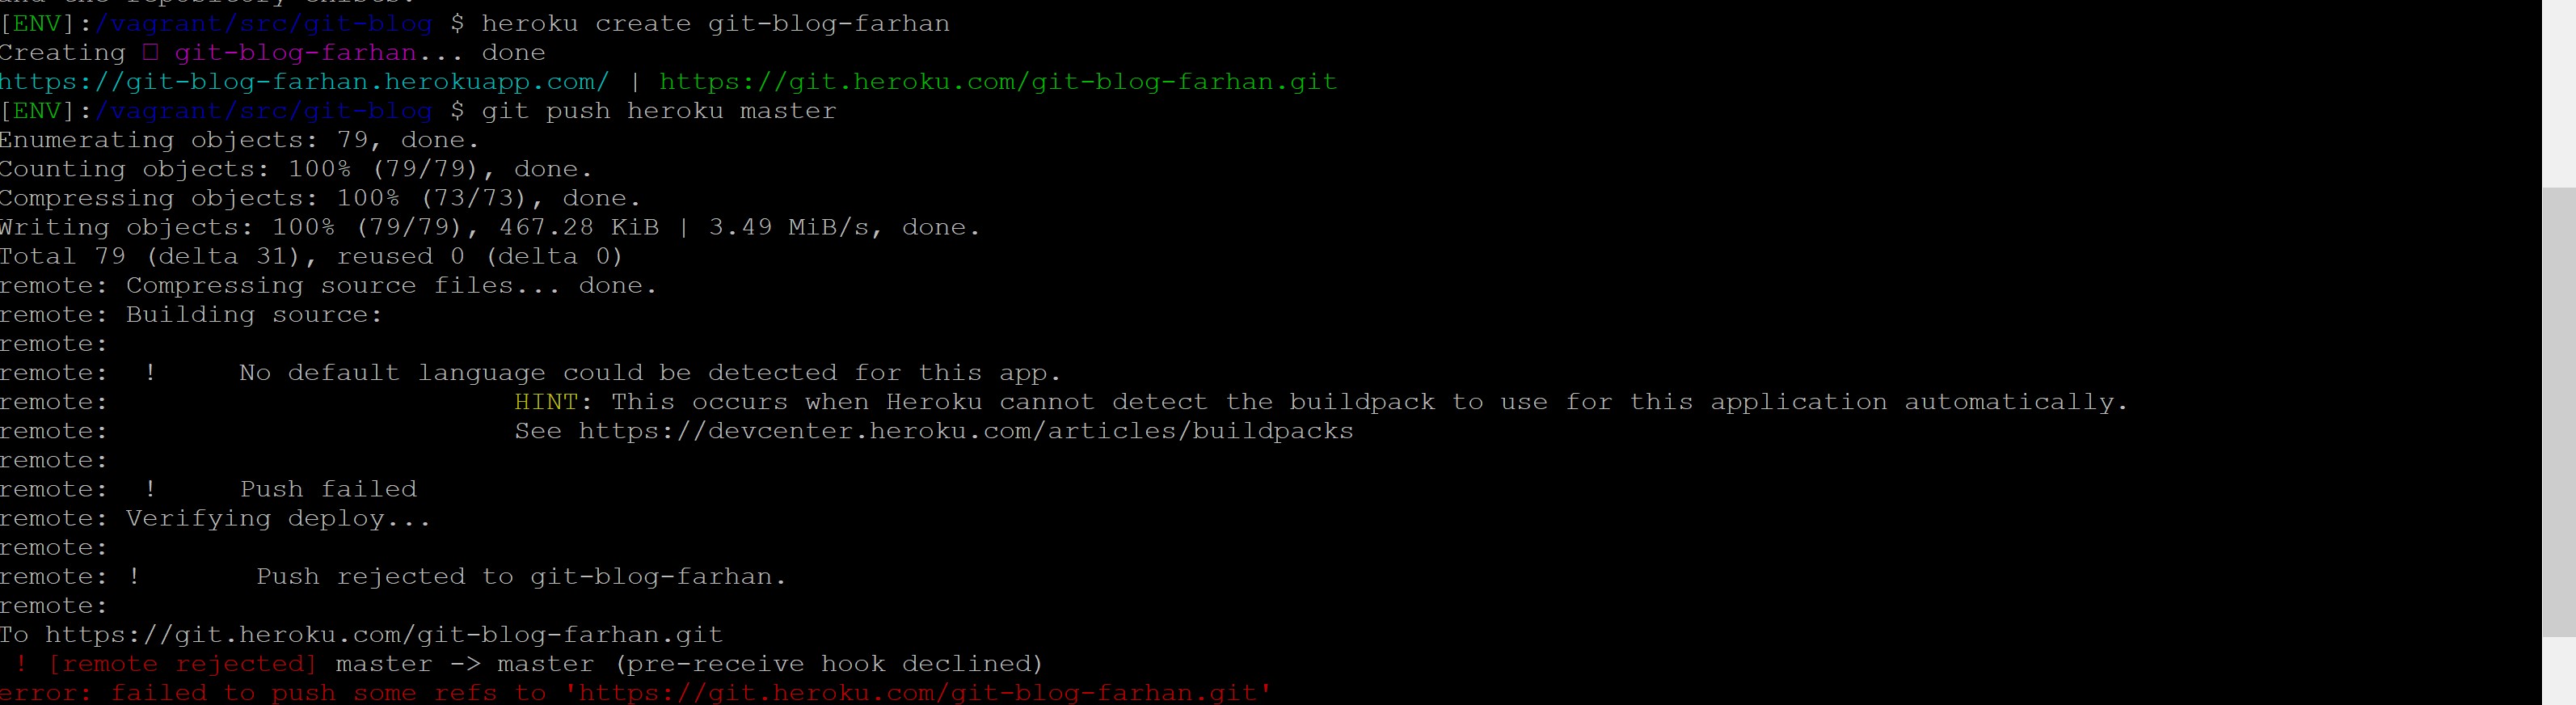 [ENV]:/vagrant/src/git-blog $ heroku create git-blog-farhan
Creating git-blog-farhan... done
https://git-blog-farhan.herokuapp.com/ | https://git.heroku.com/git-blog-farhan.git
[ENV]:/vagrant/src/git-blog $ git push heroku master
Enumerating objects: 79, done.
Counting objects: 100% (79/79), done.
Compressing objects: 100% (73/73), done.
Writing objects: 100% (79/79), 467.28 KiB | 3.49 MiB/s, done.
Total 79 (delta 31), reused 0 (delta 0)
remote: Compressing source files... done.
remote: Building source:
remote:
remote:  !     No default language could be detected for this app.
remote:                         HINT: This occurs when Heroku cannot detect the buildpack to use for this application automatically.
remote:                         See https://devcenter.heroku.com/articles/buildpacks
remote:
remote:  !     Push failed
remote: Verifying deploy...
remote:
remote: !       Push rejected to git-blog-farhan.
remote:
To https://git.heroku.com/git-blog-farhan.git
 ! [remote rejected] master -> master (pre-receive hook declined)
error: failed to push some refs to 'https://git.heroku.com/git-blog-farhan.git'